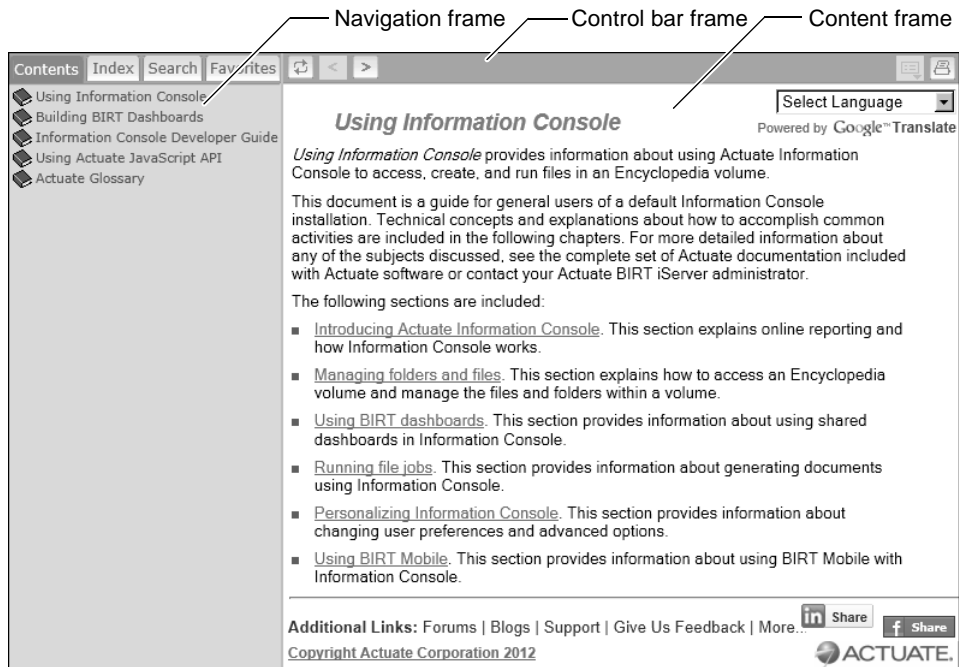 Navigation frame
Control bar frame
Content frame
Contents Index Search Favorites < >
Using Information Console
Building BIRT Dashboards
Information Console Developer Guide
Using Actuate JavaScript API
Actuate Glossary
Select Language
Powered by Google™ Translate
Using Information Console
Using Information Console provides information about using Actuate Information
Console to access, create, and run files in an Encyclopedia volume.
This document is a guide for general users of a default Information Console
installation. Technical concepts and explanations about how to accomplish common
activities are included in the following chapters. For more detailed information about
any of the subjects discussed, see the complete set of Actuate documentation included
with Actuate software or contact your Actuate BIRT iServer administrator.
The following sections are included:
■ Introducing Actuate Information Console. This section explains online reporting and
how Information Console works.
■ Managing folders and files. This section explains how to access an Encyclopedia
volume and manage the files and folders within a volume.
■ Using BIRT dashboards. This section provides information about using shared
dashboards in Information Console.
■ Running file jobs. This section provides information about generating documents
using Information Console.
■ Personalizing Information Console. This section provides information about
changing user preferences and advanced options.
■ Using BIRT Mobile. This section provides information about using BIRT Mobile with
Information Console.
Additional Links: Forums | Blogs | Support | Give Us Feedback | More...
in Share
f Share
Copyright Actuate Corporation 2012
ACTUATE.